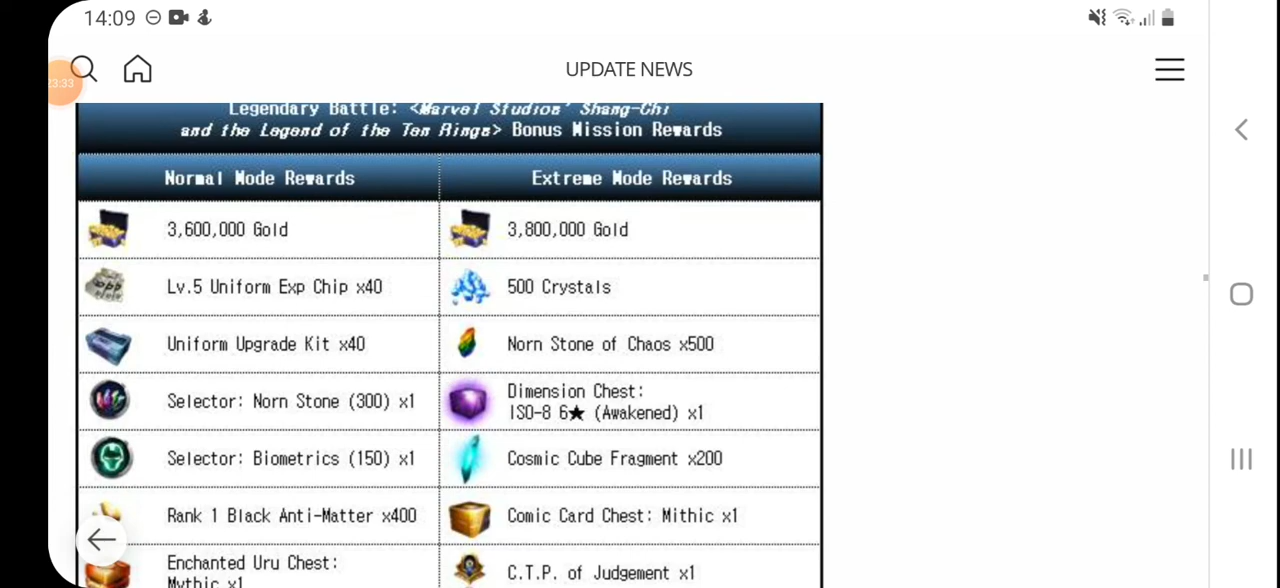 14:09
23:33
UPDATE NEWS
Legendary Battle: <Marvel Studios' Shang-Chi
and the Legend of the Ten Rings> Bonus Mission Rewards
Normal Mode Rewards
Extreme Mode Rewards
3,600,000 Gold
3,800,000 Gold
Lv.5 Uniform Exp Chip x40
500 Crystals
Uniform Upgrade Kit x40
Norn Stone of Chaos x500
Selector: Norn Stone (300) x1
Dimension Chest:
ISO-8 6★ (Awakened) x1
Selector: Biometrics (150) x1
Cosmic Cube Fragment x200
Rank 1 Black Anti-Matter x400
Comic Card Chest: Mithic x1
Enchanted Uru Chest:
Mythic x1
C.T.P. of Judgement x1